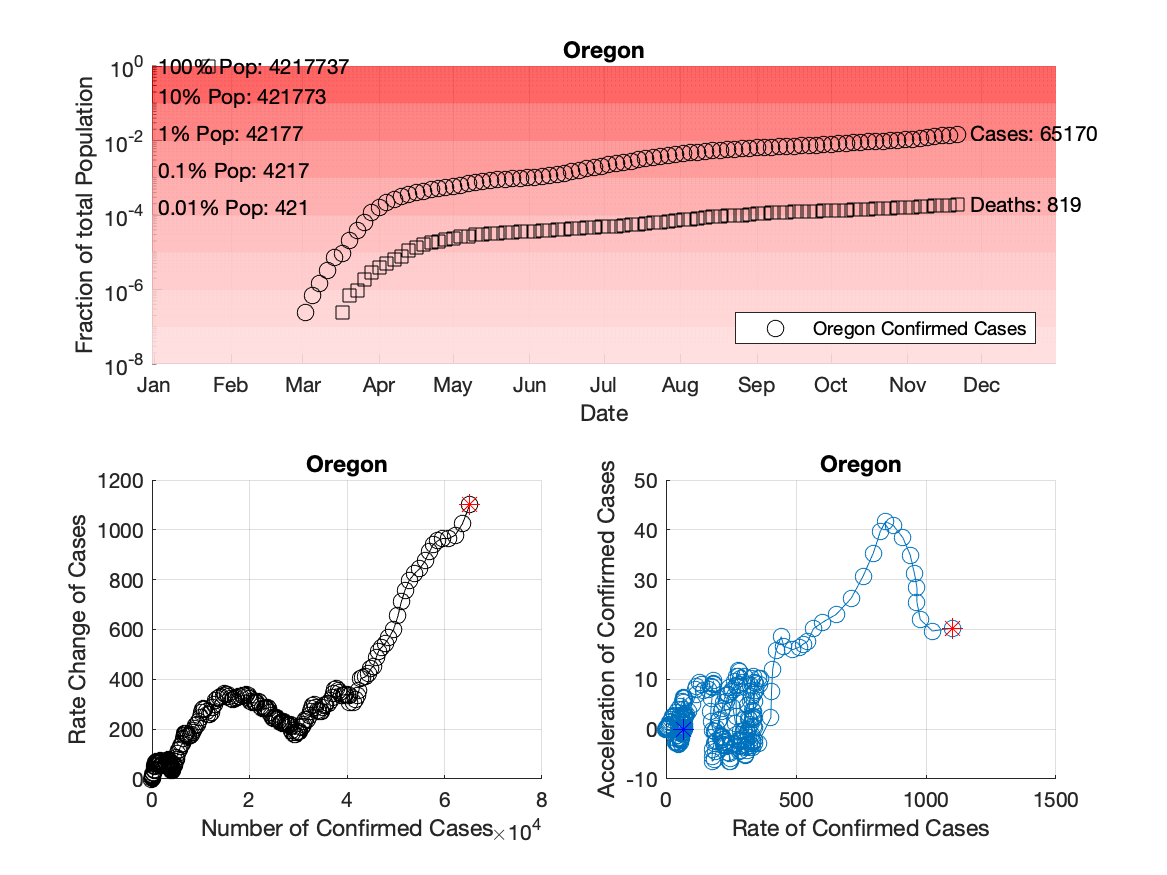 Oregon
Fraction of total Population
10^0
10^-2
10^-4
10^-6
10^-8
100% Pop: 4217737
10% Pop: 421773
1% Pop: 42177
0.1% Pop: 4217
0.01% Pop: 421
Cases: 65170
Deaths: 819
Oregon Confirmed Cases
Jan Feb Mar Apr May Jun Jul Aug Sep Oct Nov Dec
Date
Oregon
Rate Change of Cases
1200
1000
800
600
400
200
0
0 2 4 6 8
Number of Confirmed Cases ×10^4
Oregon
Acceleration of Confirmed Cases
50
40
30
20
10
0
-10
0 500 1000 1500
Rate of Confirmed Cases